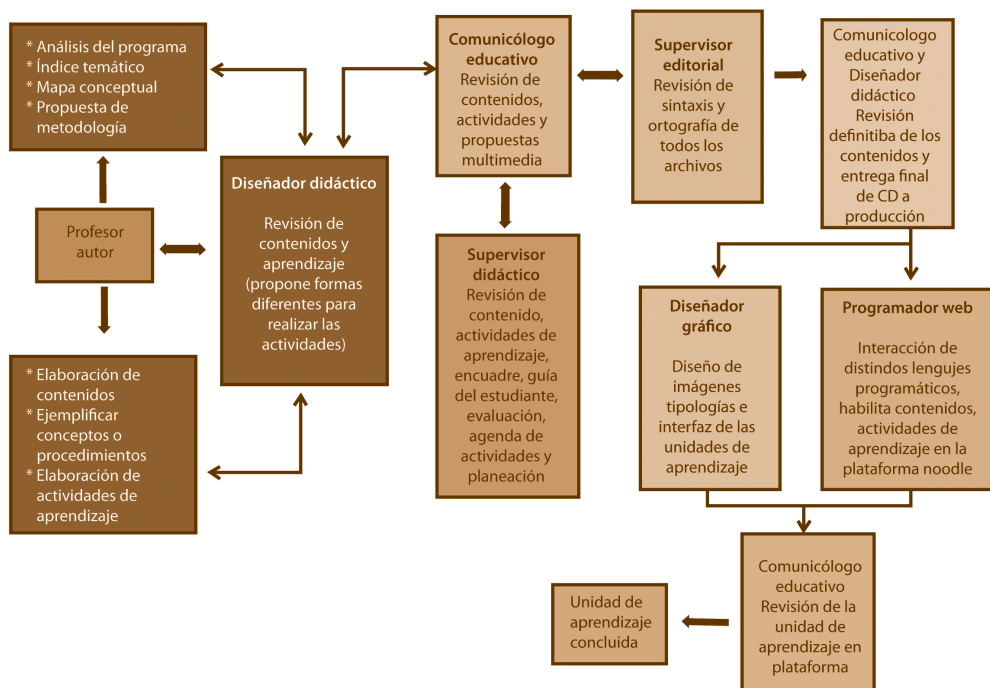 * Análisis del programa
* Índice temático
* Mapa conceptual
* Propuesta de
metodología
Profesor
autor
* Elaboración de
contenidos
* Ejemplificar
conceptos o
procedimientos
* Elaboración de
actividades de
aprendizaje
Diseñador didáctico
Revisión de
contenidos y
aprendizaje
(propone formas
diferentes para
realizar las
actividades)
Comunicólogo
educativo
Revisión de
contenidos,
actividades y
propuestas
multimedia
Supervisor
didáctico
Revisión de
contenido,
actividades de
aprendizaje,
encuadre, guía
del estudiante,
evaluación,
agenda de
actividades y
planeación
Supervisor
editorial
Revisión de
sintaxis y
ortografía de
todos los
archivos
Comunicologo
educativo y
Diseñador
didáctico
Revisión
definitiba de los
contenidos y
entrega final
de CD a
producción
Diseñador
gráfico
Diseño de
imágenes
tipologías e
interfaz de las
unidades de
aprendizaje
Programador web
Interacción de
distindos lengujes
programáticos,
habilita contenidos,
actividades de
aprendizaje en la
plataforma noodle
Comunicólogo
educativo
Revisión de la
unidad de
aprendizaje en
plataforma
Unidad de
aprendizaje
concluida